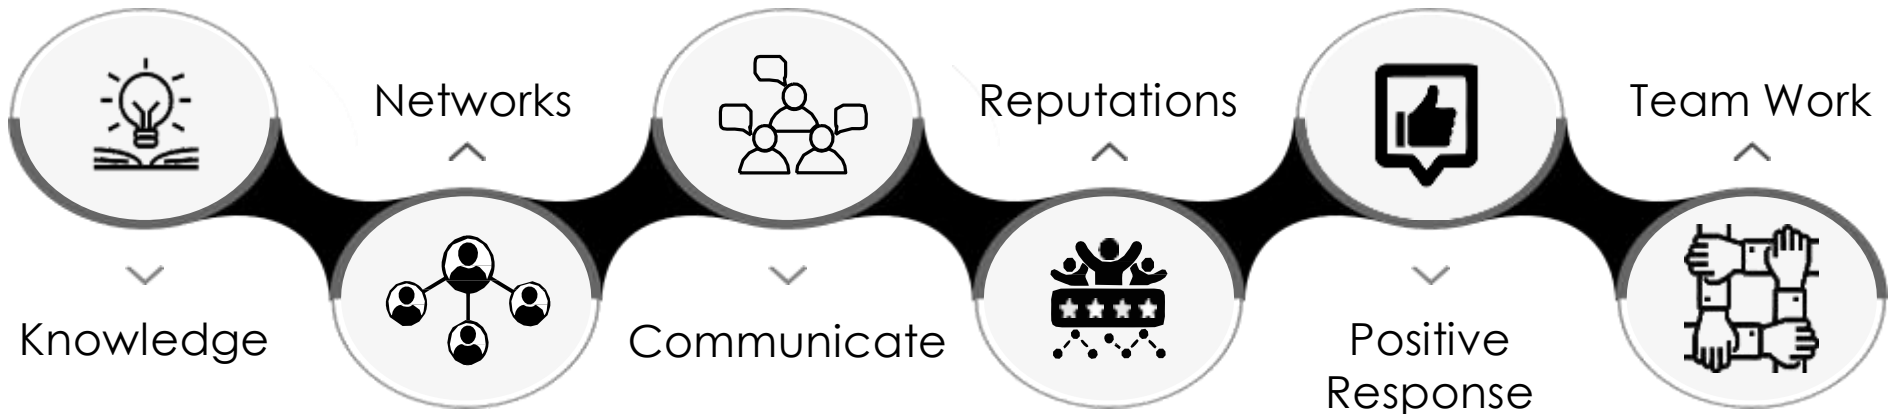 Knowledge
Networks
Communicate
Reputations
Positive
Response
Team Work